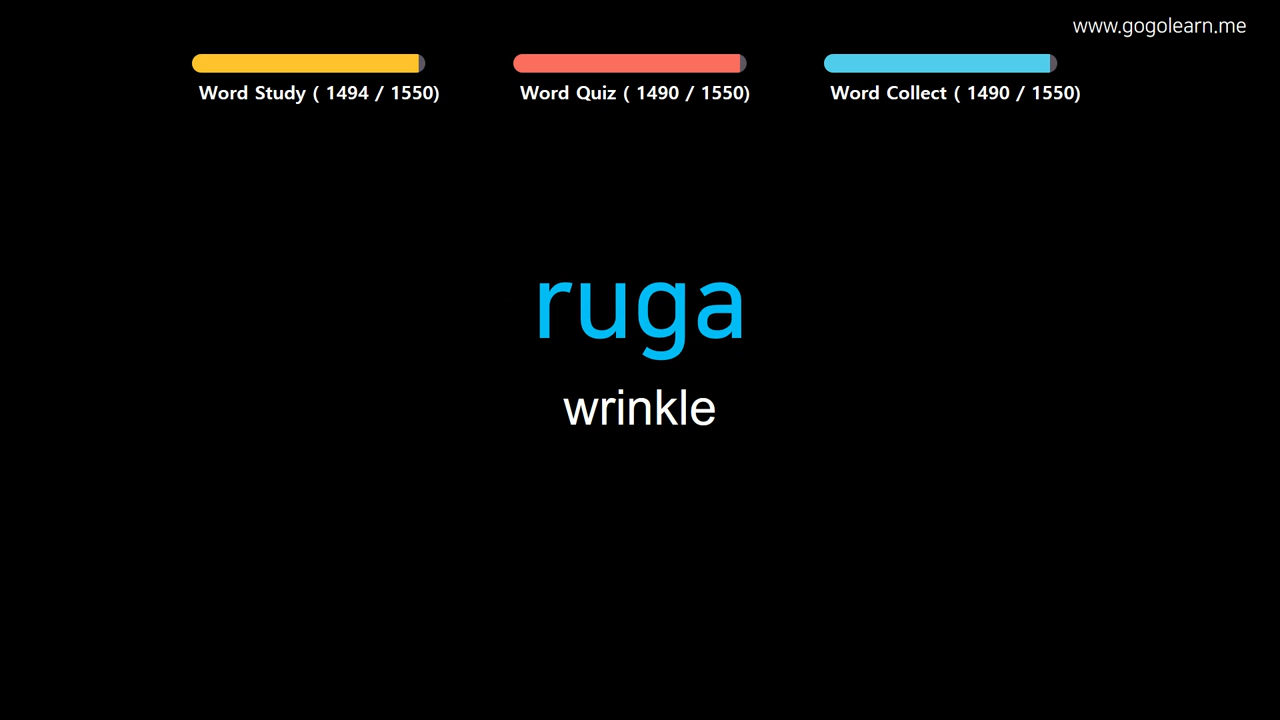 www.gogolearn.me
Word Study ( 1494 / 1550)
Word Quiz ( 1490 / 1550)
Word Collect ( 1490 / 1550)
ruga
wrinkle